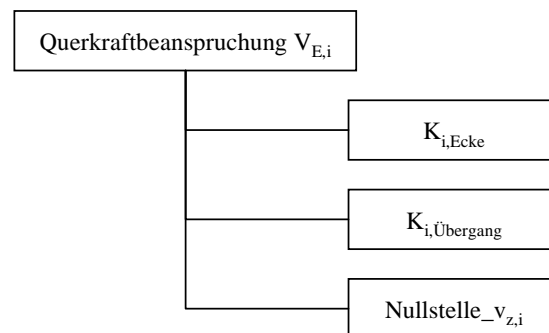 Querkraftbeanspruchung V_E,i
K_i,Ecke
K_i,Übergang
Nullstelle_v_z,i